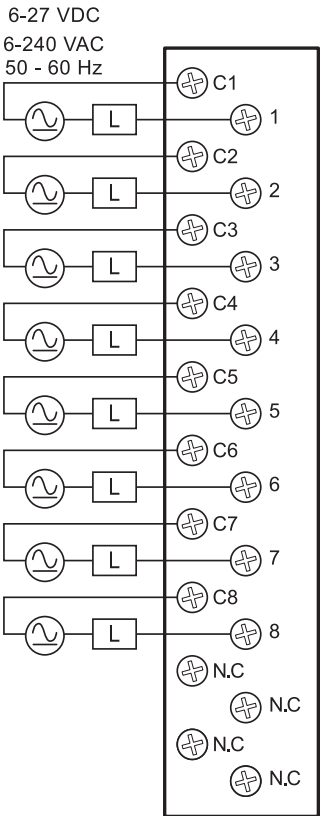 6-27 VDC
6-240 VAC
50 - 60 Hz
C1
L 1
C2
L 2
C3
L 3
C4
L 4
C5
L 5
C6
L 6
C7
L 7
C8
L 8
N.C
N.C
N.C
N.C